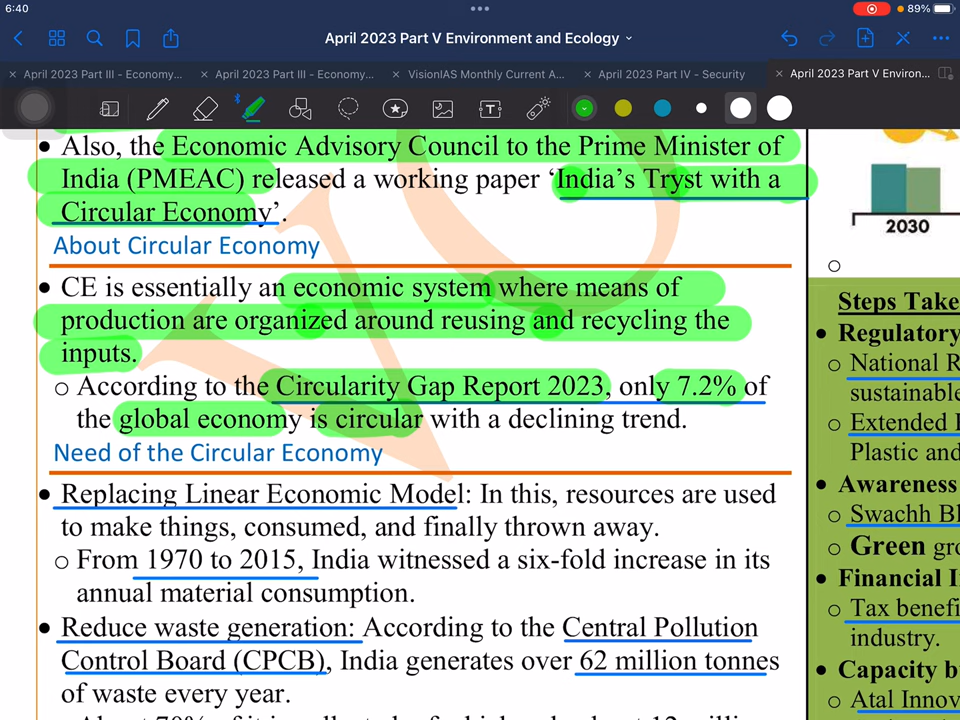 6:40
89%
April 2023 Part V Environment and Ecology
April 2023 Part III - Economy...
April 2023 Part III - Economy...
VisionIAS Monthly Current A...
April 2023 Part IV - Security
April 2023 Part V Environ...
• Also, the Economic Advisory Council to the Prime Minister of
India (PMEAC) released a working paper ‘India’s Tryst with a
Circular Economy’.
About Circular Economy
• CE is essentially an economic system where means of
production are organized around reusing and recycling the
inputs.
o According to the Circularity Gap Report 2023, only 7.2% of
the global economy is circular with a declining trend.
Need of the Circular Economy
• Replacing Linear Economic Model: In this, resources are used
to make things, consumed, and finally thrown away.
o From 1970 to 2015, India witnessed a six-fold increase in its
annual material consumption.
• Reduce waste generation: According to the Central Pollution
Control Board (CPCB), India generates over 62 million tonnes
of waste every year.
2030
o
Steps Take
• Regulatory
o National R
sustainable
o Extended
Plastic and
• Awareness
o Swachh Bl
o Green gro
• Financial I
o Tax benefi
industry.
• Capacity b
o Atal Innov